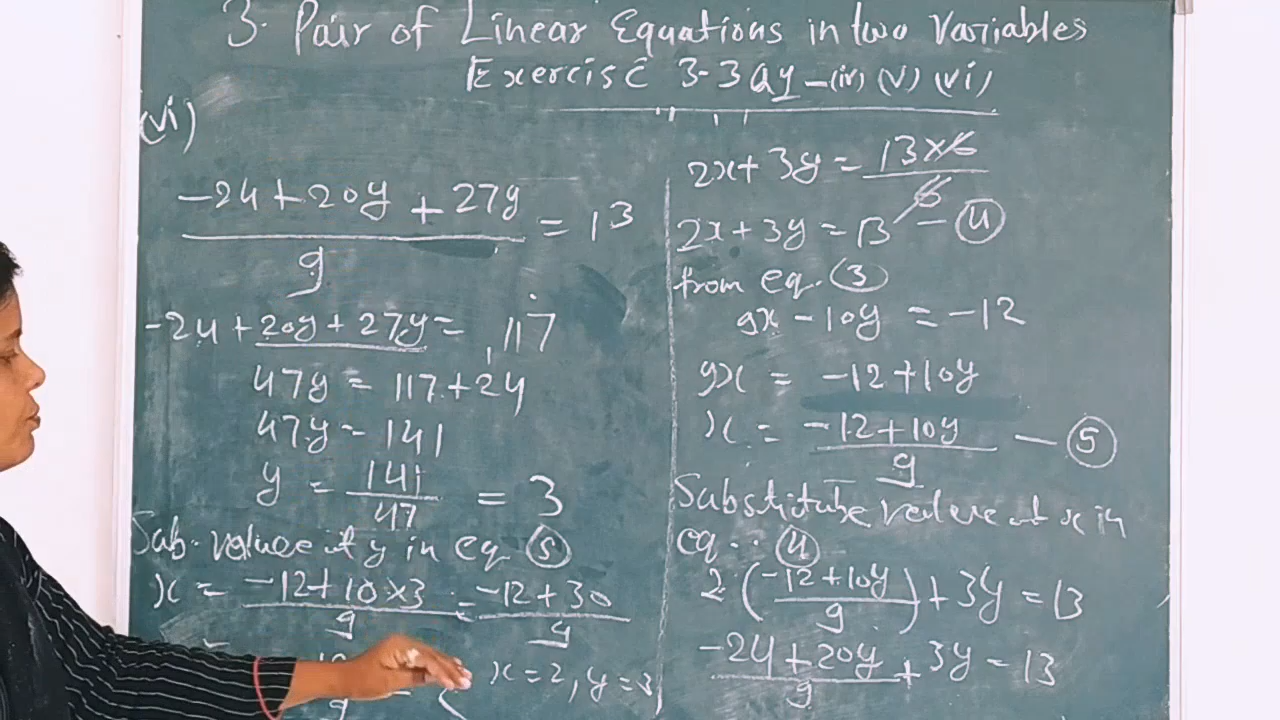 3. Pair of Linear Equations in two Variables
Exercise 3.3 Q1 - (iv) (v) (vi)
(vi)
-24 + 20y + 27y / 9 = 13
-24 + 20y + 27y = 117
47y = 117 + 24
47y = 141
y = 141 / 47 = 3
Sub. value of y in eq (5)
x = -12 + 10 × 3 / 9 = -12 + 30 / 9
x = 2, y = 3
2x + 3y = 13 × 6 / 6
2x + 3y = 13 - (4)
from eq. (3)
9x - 10y = -12
9x = -12 + 10y
x = -12 + 10y / 9 - (5)
Substitute value of x in
eq.. (4)
2 (-12 + 10y / 9) + 3y = 13
-24 + 20y / 9 + 3y = 13